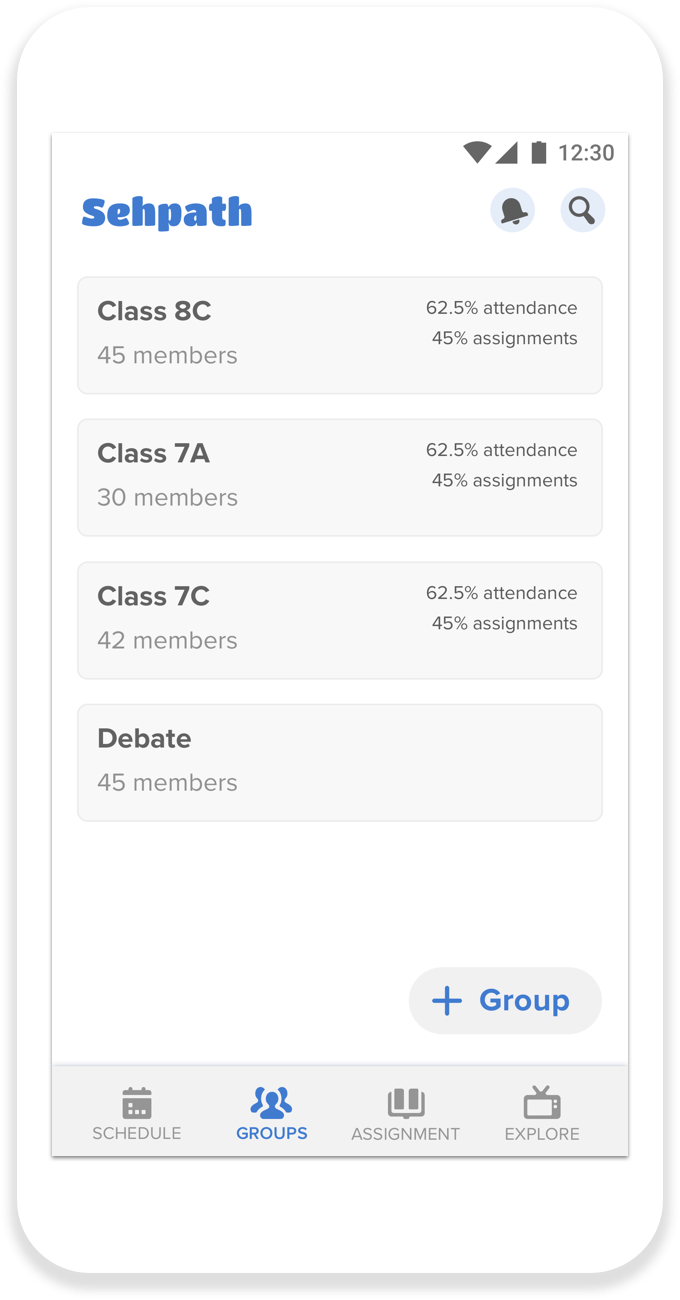 12:30
Sehpath
Class 8C
62.5% attendance
45% assignments
45 members
Class 7A
62.5% attendance
45% assignments
30 members
Class 7C
62.5% attendance
45% assignments
42 members
Debate
45 members
+ Group
SCHEDULE GROUPS ASSIGNMENT EXPLORE